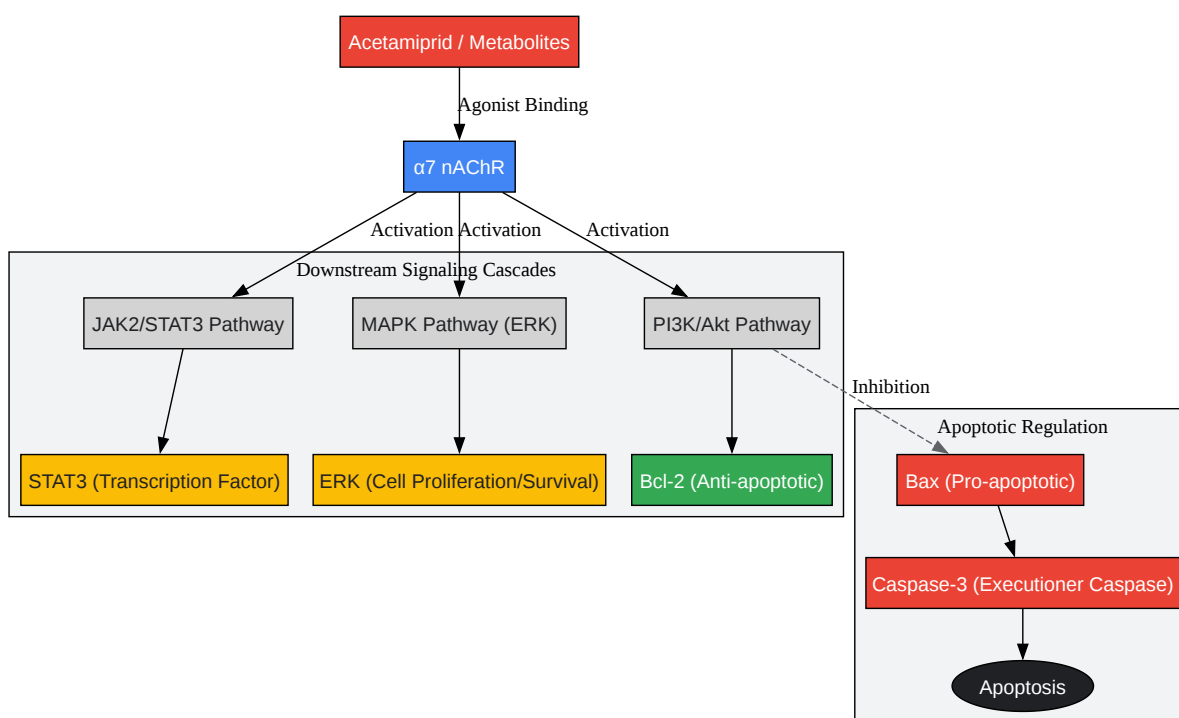 Acetamiprid / Metabolites
Agonist Binding
α7 nAChR
Activation
Activation
Activation
Downstream Signaling Cascades
JAK2/STAT3 Pathway
MAPK Pathway (ERK)
PI3K/Akt Pathway
Inhibition
Apoptotic Regulation
STAT3 (Transcription Factor)
ERK (Cell Proliferation/Survival)
Bcl-2 (Anti-apoptotic)
Bax (Pro-apoptotic)
Caspase-3 (Executioner Caspase)
Apoptosis